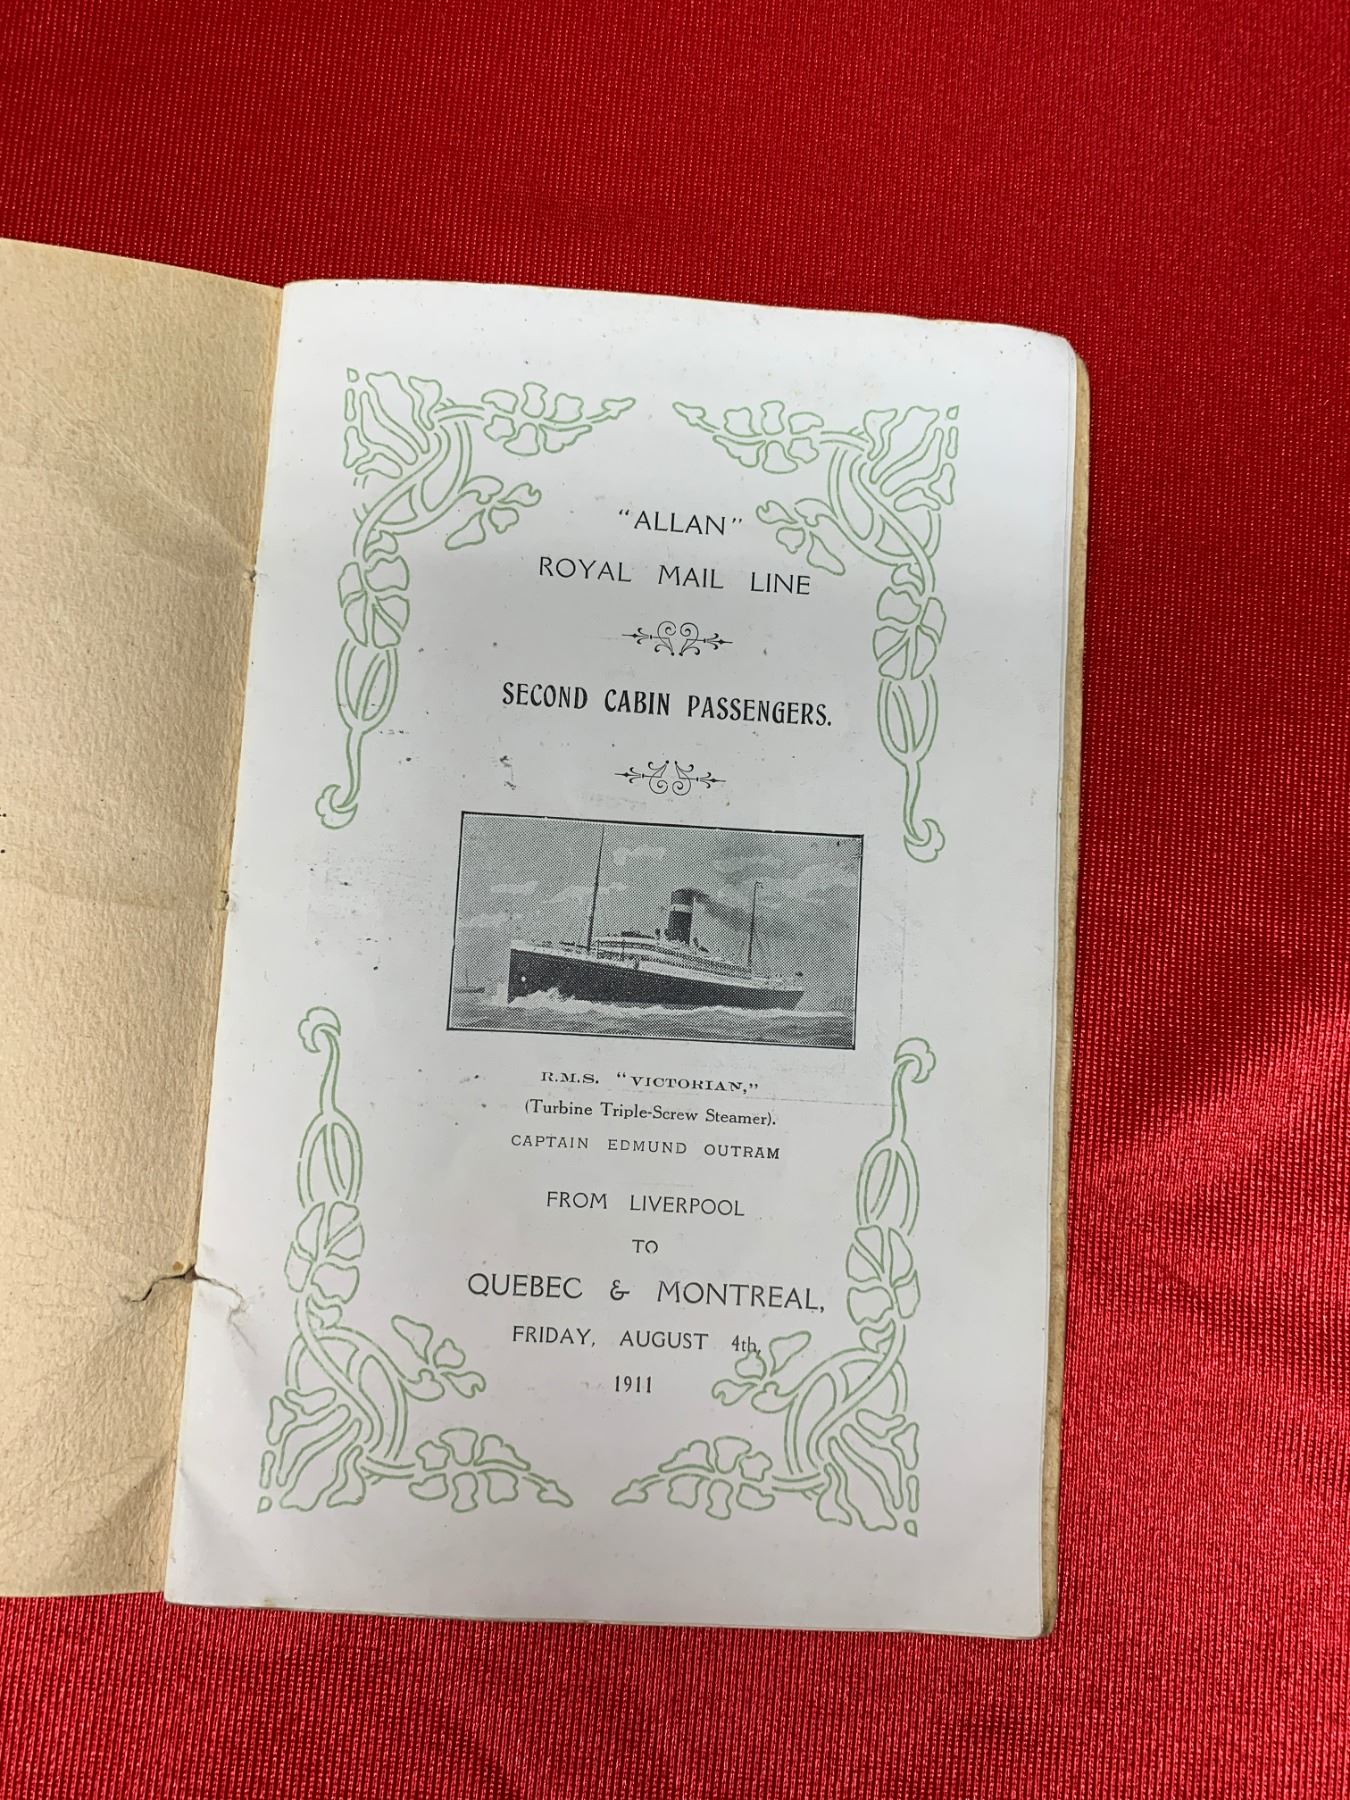 "ALLAN"
ROYAL MAIL LINE
SECOND CABIN PASSENGERS.
R.M.S. "VICTORIAN,"
(Turbine Triple-Screw Steamer).
CAPTAIN EDMUND OUTRAM
FROM LIVERPOOL
TO
QUEBEC & MONTREAL,
FRIDAY, AUGUST 4th,
1911